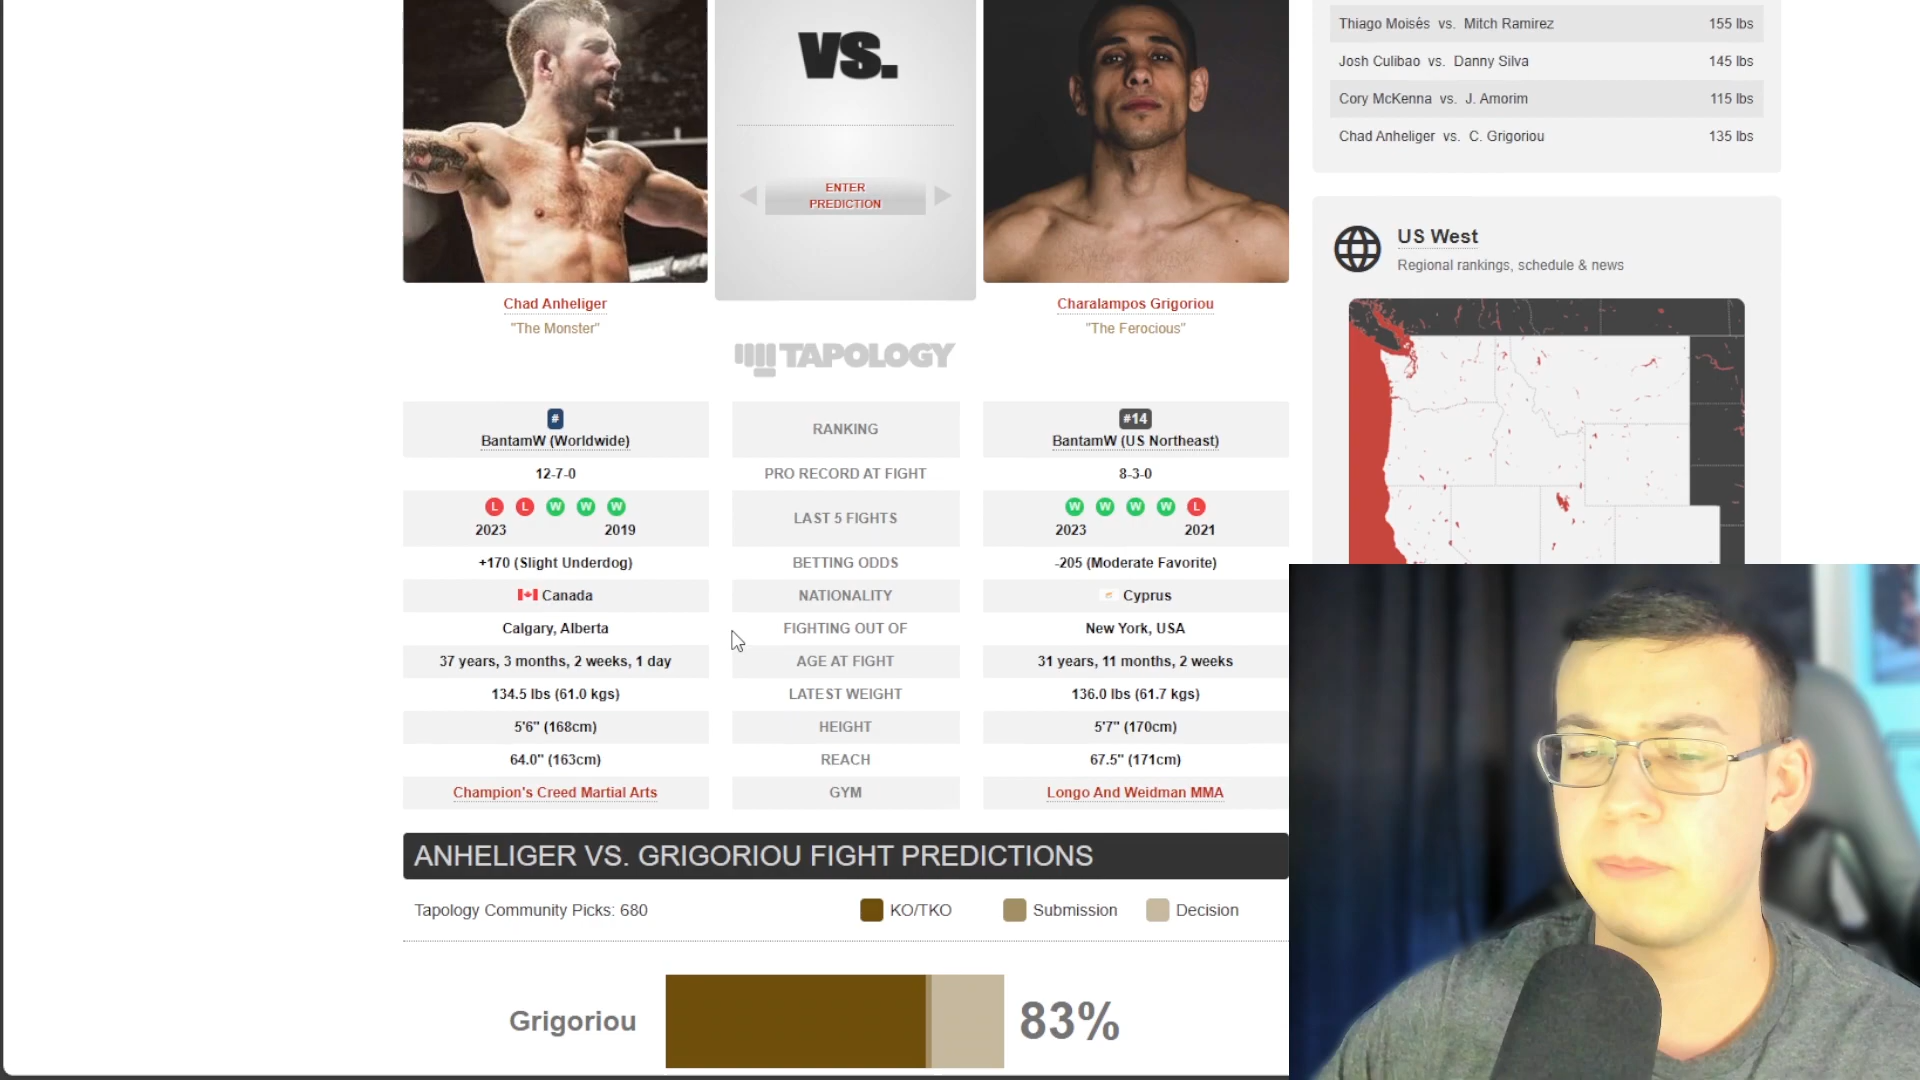 VS.
ENTER
PREDICTION
Chad Anheliger
"The Monster"
Charalampos Grigoriou
"The Ferocious"
TAPOLOGY
#
BantamW (Worldwide)
RANKING
#14
BantamW (US Northeast)
12-7-0
PRO RECORD AT FIGHT
8-3-0
L L W W W
2023 2019
LAST 5 FIGHTS
W W W W L
2023 2021
+170 (Slight Underdog)
BETTING ODDS
-205 (Moderate Favorite)
Canada
NATIONALITY
Cyprus
Calgary, Alberta
FIGHTING OUT OF
New York, USA
37 years, 3 months, 2 weeks, 1 day
AGE AT FIGHT
31 years, 11 months, 2 weeks
134.5 lbs (61.0 kgs)
LATEST WEIGHT
136.0 lbs (61.7 kgs)
5'6" (168cm)
HEIGHT
5'7" (170cm)
64.0" (163cm)
REACH
67.5" (171cm)
Champion's Creed Martial Arts
GYM
Longo And Weidman MMA
ANHELIGER VS. GRIGORIOU FIGHT PREDICTIONS
Tapology Community Picks: 680
KO/TKO
Submission
Decision
Grigoriou
83%
Thiago Moisés vs. Mitch Ramirez 155 lbs
Josh Culibao vs. Danny Silva 145 lbs
Cory McKenna vs. J. Amorim 115 lbs
Chad Anheliger vs. C. Grigoriou 135 lbs
US West
Regional rankings, schedule & news